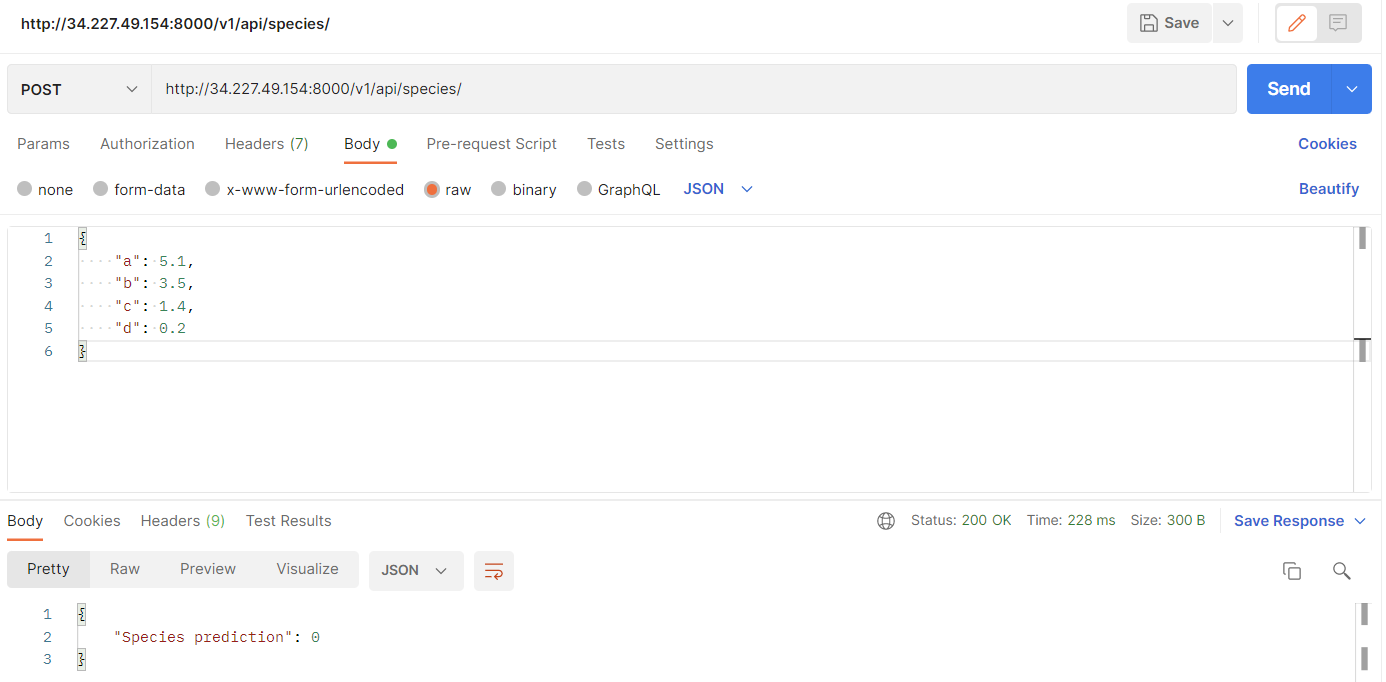 http://34.227.49.154:8000/v1/api/species/
Save
POST
http://34.227.49.154:8000/v1/api/species/
Send
Params Authorization Headers (7) Body Pre-request Script Tests Settings Cookies
none form-data x-www-form-urlencoded raw binary GraphQL JSON Beautify
1 {
2 ····"a":·5.1,
3 ····"b":·3.5,
4 ····"c":·1.4,
5 ····"d":·0.2
6 }
Body Cookies Headers (9) Test Results Status: 200 OK Time: 228 ms Size: 300 B Save Response
Pretty Raw Preview Visualize JSON
1 {
2 "Species prediction": 0
3 }